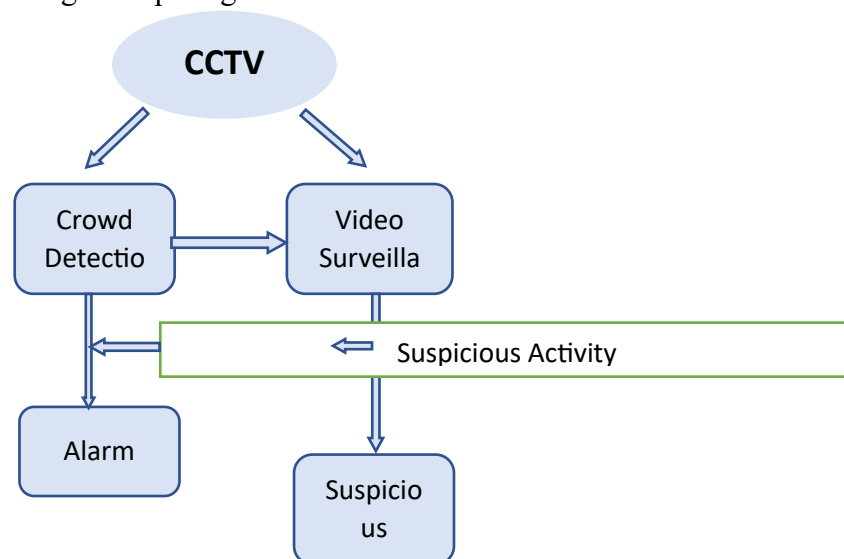 CCTV
Crowd
Detectio
Video
Surveilla
Suspicious Activity
Alarm
Suspicio
us